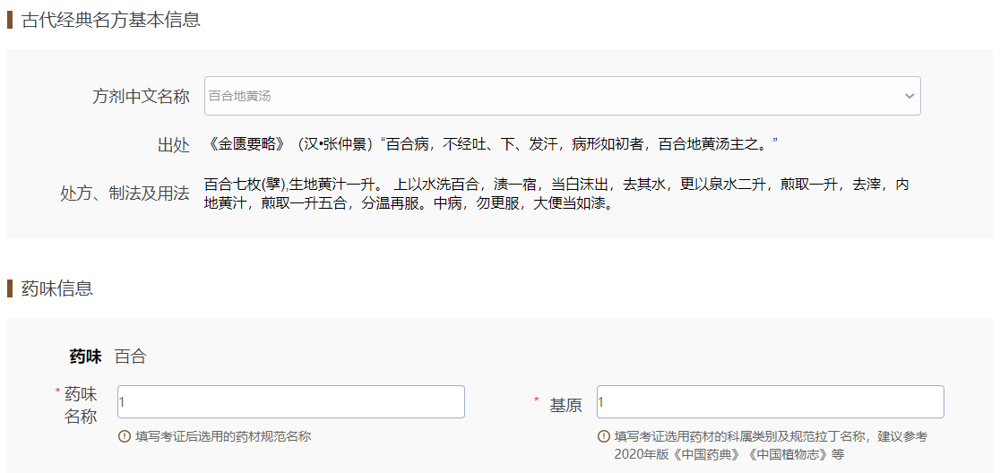 古代经典名方基本信息
方剂中文名称 百合地黄汤
出处 《金匮要略》（汉•张仲景）“百合病，不经吐、下、发汗，病形如初者，百合地黄汤主之。”
处方、制法及用法 百合七枚(擘),生地黄汁一升。 上以水洗百合，渍一宿，当白沫出，去其水，更以泉水二升，煎取一升，去滓，内
地黄汁，煎取一升五合，分温再服。中病，勿更服，大便当如漆。
药味信息
药味 百合
* 药味
名称 1
* 基原 1
填写考证后选用的药材规范名称
填写考证选用药材的科属类别及规范拉丁名称，建议参考
2020年版《中国药典》《中国植物志》等